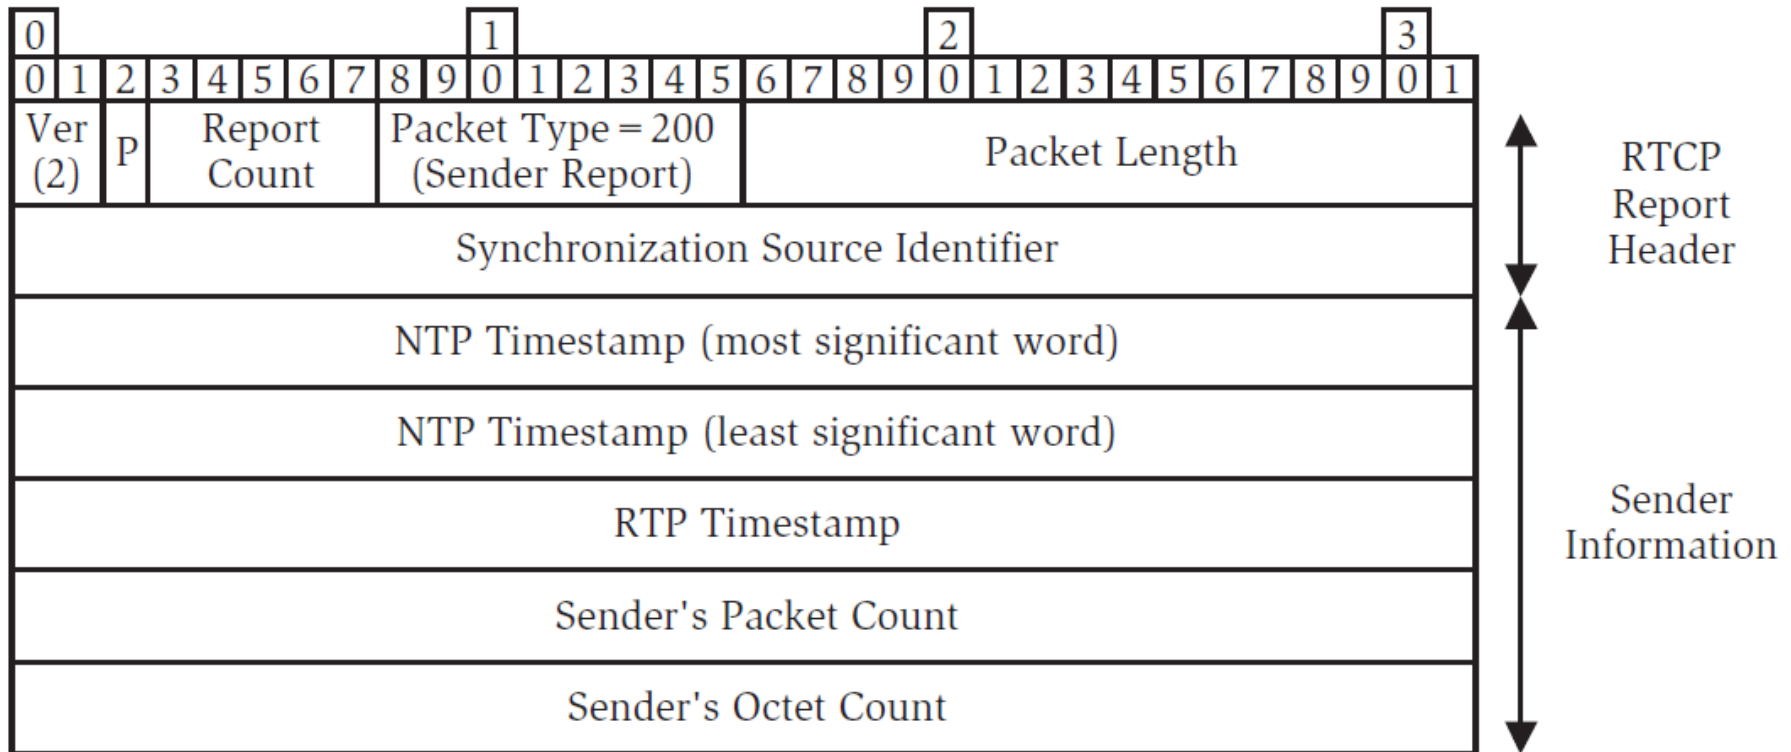 0 1 2 3
0 1 2 3 4 5 6 7 8 9 0 1 2 3 4 5 6 7 8 9 0 1 2 3 4 5 6 7 8 9 0 1
Ver
(2)
P
Report
Count
Packet Type = 200
(Sender Report)
Packet Length
RTCP
Report
Header
Synchronization Source Identifier
NTP Timestamp (most significant word)
NTP Timestamp (least significant word)
RTP Timestamp
Sender's Packet Count
Sender's Octet Count
Sender
Information